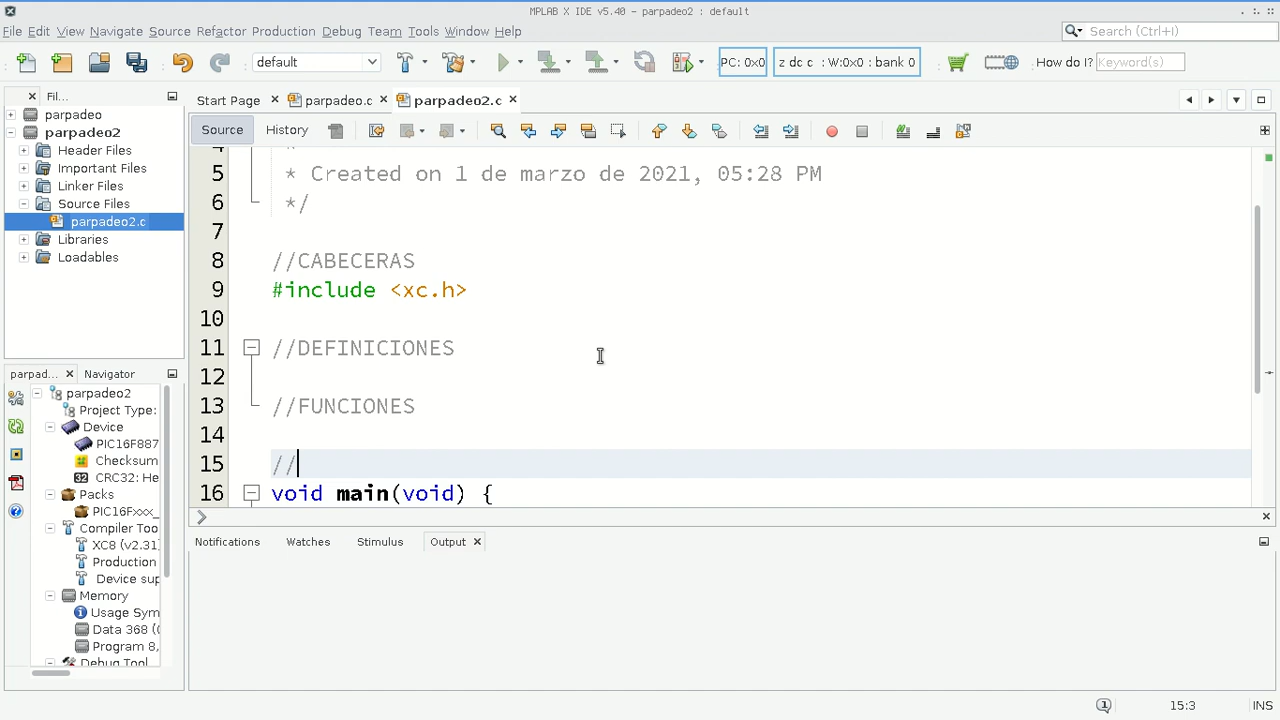 MPLAB X IDE v5.40 - parpadeo2 : default
File Edit View Navigate Source Refactor Production Debug Team Tools Window Help
Search (Ctrl+I)
default
PC: 0x0
z dc c : W:0x0 : bank 0
How do I?
Keyword(s)
Fil...
Start Page
parpadeo.c
parpadeo2.c
parpadeo
parpadeo2
Header Files
Important Files
Linker Files
Source Files
parpadeo2.c
Libraries
Loadables
Source
History
5 * Created on 1 de marzo de 2021, 05:28 PM
6 */
7
8 //CABECERAS
9 #include <xc.h>
10
11 //DEFINICIONES
12
13 //FUNCIONES
14
15 //
16 void main(void) {
parpad...
Navigator
parpadeo2
Project Type:
Device
PIC16F887
Checksum
CRC32: He
Packs
PIC16Fxxx_
Compiler Too
XC8 (v2.31)
Production
Device sup
Memory
Usage Sym
Data 368 (
Program 8,
Debug Tool
Notifications
Watches
Stimulus
Output
1
15:3
INS